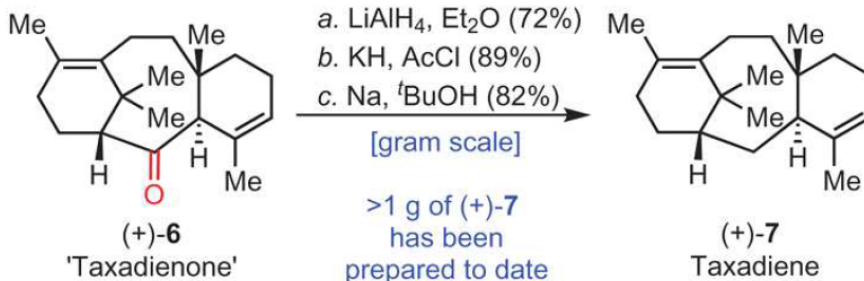 Me
Me
Me
Me
H
H
Me
O
(+)-6
'Taxadienone'
a. LiAlH4, Et2O (72%)
b. KH, AcCl (89%)
c. Na, tBuOH (82%)
[gram scale]
>1 g of (+)-7
has been
prepared to date
Me
Me
Me
Me
H
H
Me
(+)-7
Taxadiene